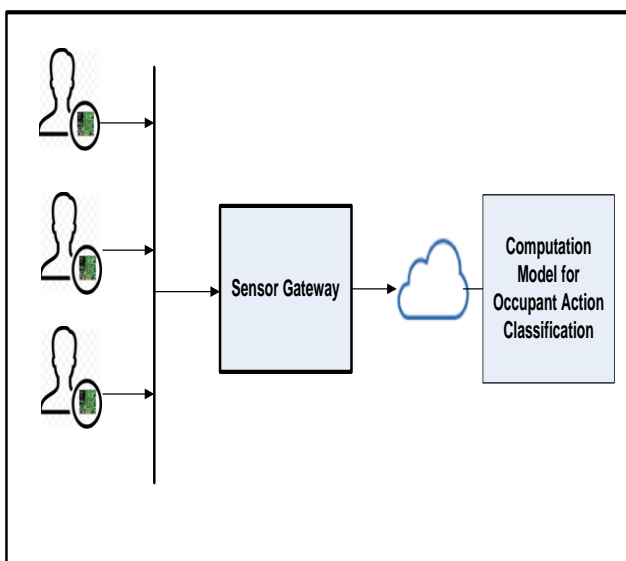 Sensor Gateway
Computation
Model for
Occupant Action
Classification